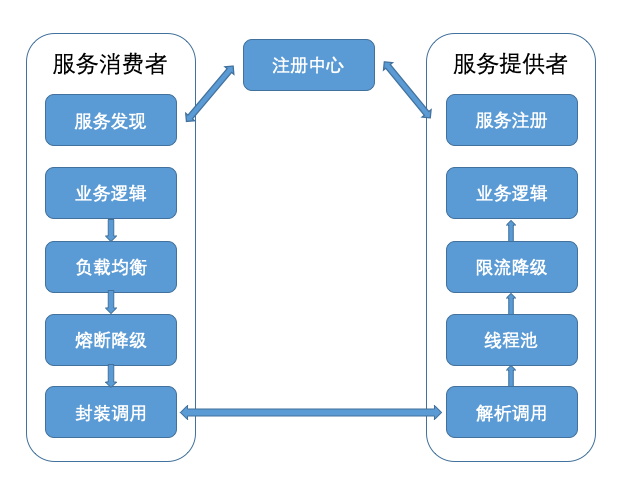 服务消费者
注册中心
服务提供者
服务发现
业务逻辑
负载均衡
熔断降级
封装调用
服务注册
业务逻辑
限流降级
线程池
解析调用